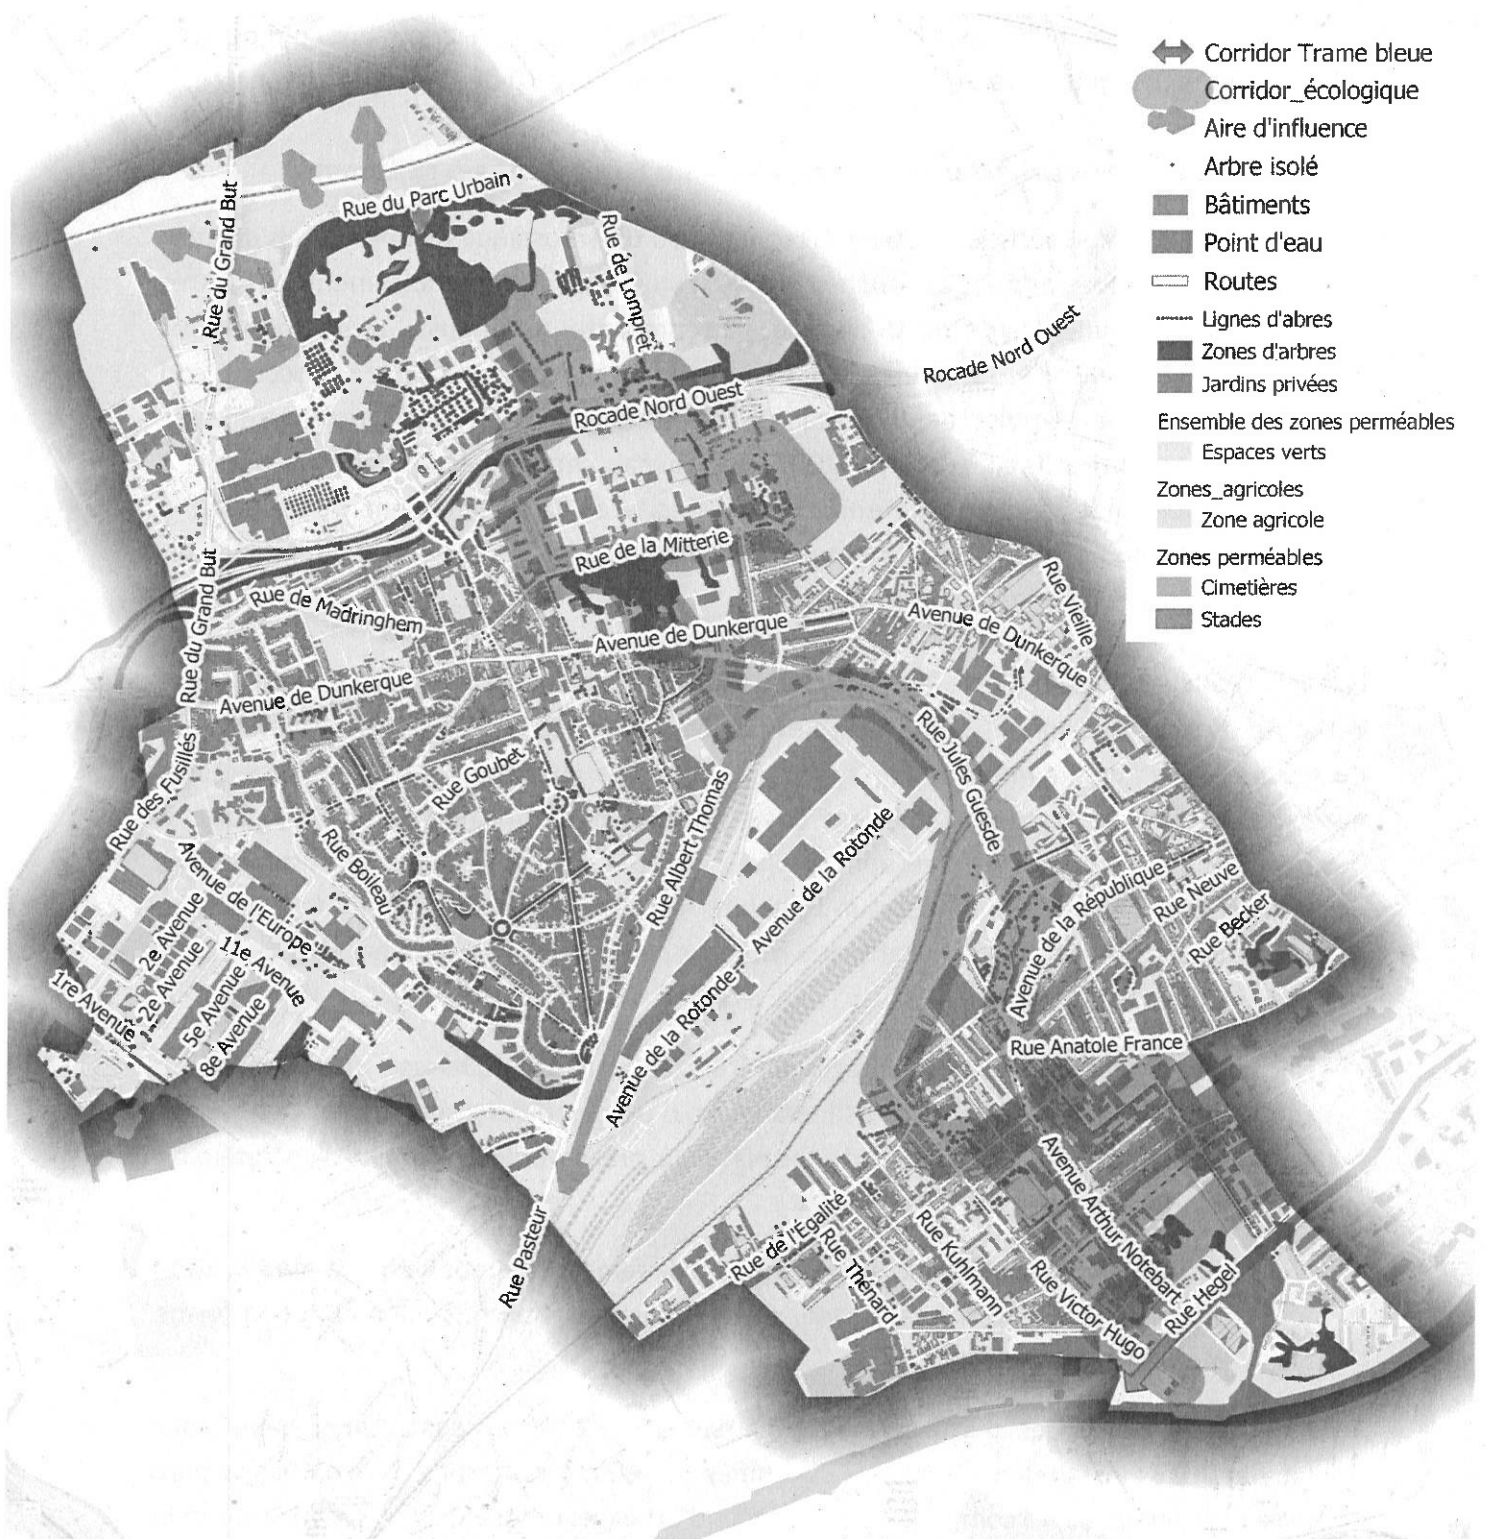 Corridor Trame bleue
Corridor_écologique
Aire d'influence
Arbre isolé
Bâtiments
Point d'eau
Routes
Lignes d'abres
Zones d'arbres
Jardins privées
Ensemble des zones perméables
Espaces verts
Zones_agricoles
Zone agricole
Zones perméables
Cimetières
Stades
Rue du Parc Urbain
Rue du Grand But
Rue de Lompret
Rocade Nord Ouest
Rocade Nord Ouest
Rue de la Mitterie
Rue du Grand But
Rue de Madringhem
Rue Vieille
Avenue de Dunkerque
Avenue de Dunkerque
Avenue de Dunkerque
Rue des Fusillés
Rue Goubet
Rue Albert Thomas
Rue Jules Guesde
Rue Boileau
Avenue de la Rotonde
Avenue de l'Europe
2e Avenue
2e Avenue
11e Avenue
1re Avenue
5e Avenue
8e Avenue
Avenue de la République
Rue Neuve
Rue Becker
Avenue de la Rotonde
Rue Anatole France
Rue Pasteur
Rue de l'Égalité
Rue Thénard
Rue Kuhlmann
Avenue Arthur Notebart
Rue Victor Hugo
Rue Hegel